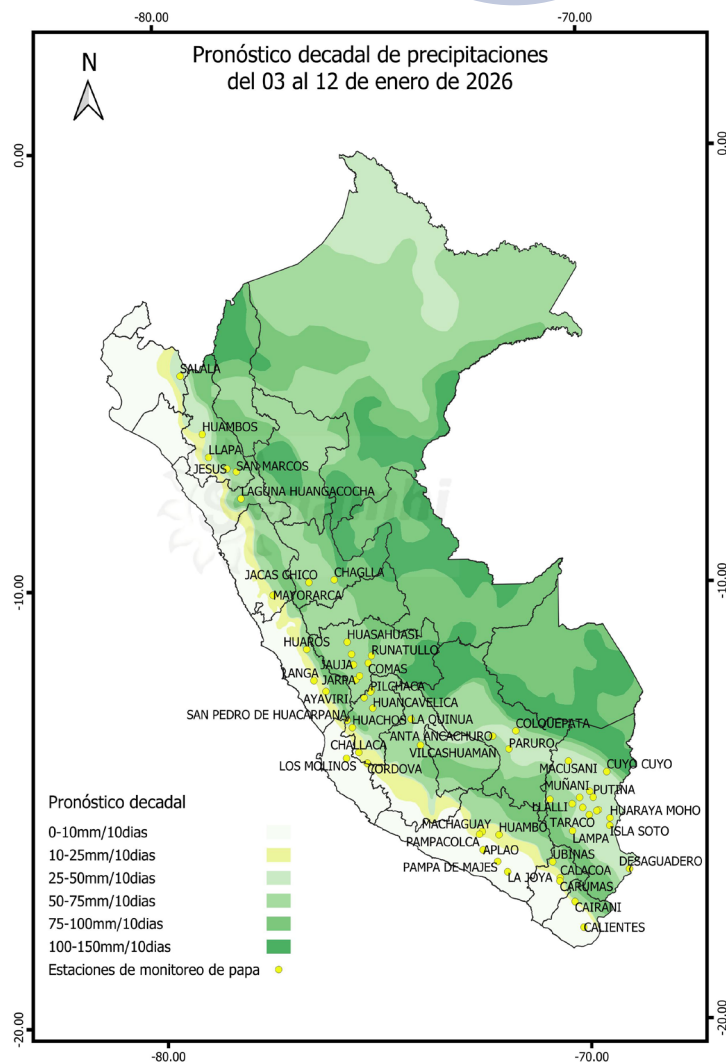 -80.00
-70.00
Pronóstico decadal de precipitaciones
del 03 al 12 de enero de 2026
N
0.00
0.00
SALALA
HUAMBOS
LLAPA
JESUS
SAN MARCOS
LAGUNA HUANGACOCHA
-10.00
-10.00
JACAS CHICO
CHAGLLA
MAYORARCA
HUASAHUASI
HUAROS
RUNATULLO
JAUJA
COMAS
LANGA
JARPA
PILCHACA
AYAVIRI
HUANCAVELICA
SAN PEDRO DE HUACARPANA
HUACHOS
LA QUINUA
COLQUEPATA
ANTA ANCACHURO
CHALLACA
VILCASHUAMAN
PARURO
LOS MOLINOS
CORDOVA
MACUSANI
CUYO CUYO
MUÑANI
PUTINA
LLALLI
HUARAYA MOHO
MACHAGUAY
HUAMBO
TARACO
ISLA SOTO
PAMPACOLCA
LAMPA
APLAO
UBINAS
DESAGUADERO
PAMPA DE MAJES
LA JOYA
CALACOA
CARUMAS
CAIRANI
CALIENTES
Pronóstico decadal
0-10mm/10dias
10-25mm/10dias
25-50mm/10dias
50-75mm/10dias
75-100mm/10dias
100-150mm/10dias
Estaciones de monitoreo de papa
-20.00
-20.00
-80.00
-70.00